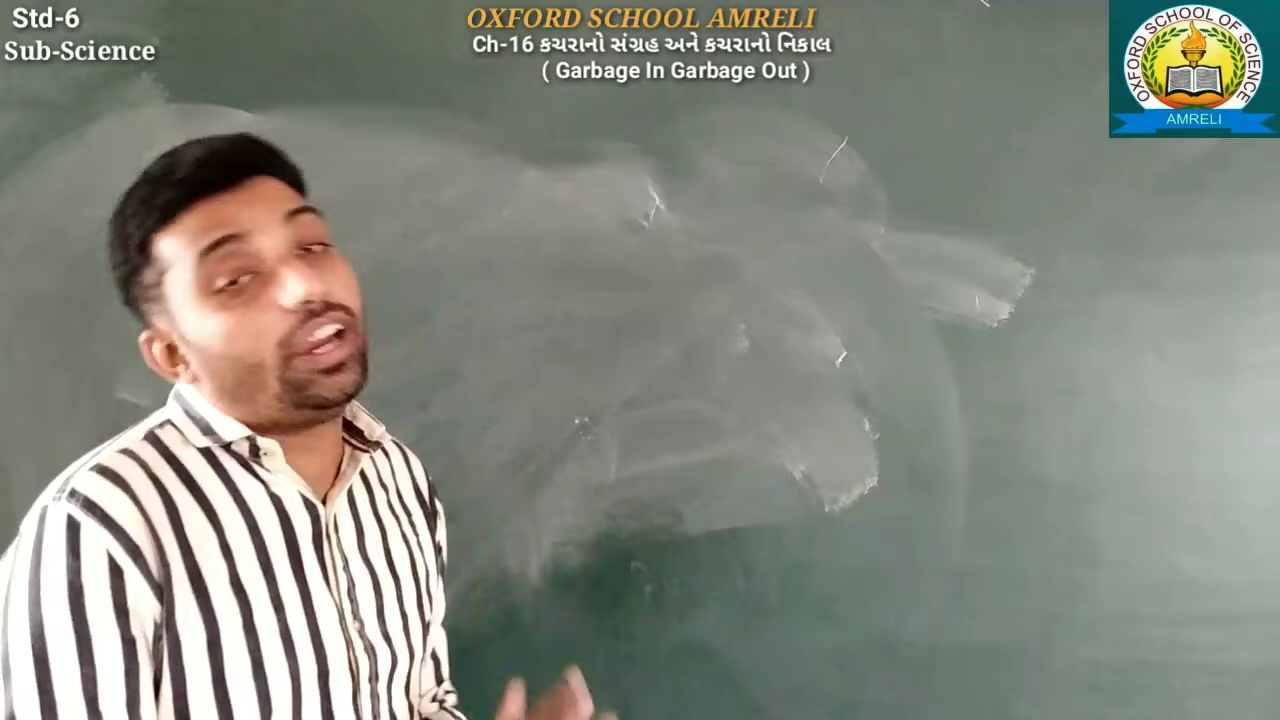 Std-6
Sub-Science
OXFORD SCHOOL AMRELI
Ch-16 કચરાનો સંગ્રહ અને કચરાનો નિકાલ
( Garbage In Garbage Out )
OXFORD SCHOOL OF SCIENCE
AMRELI